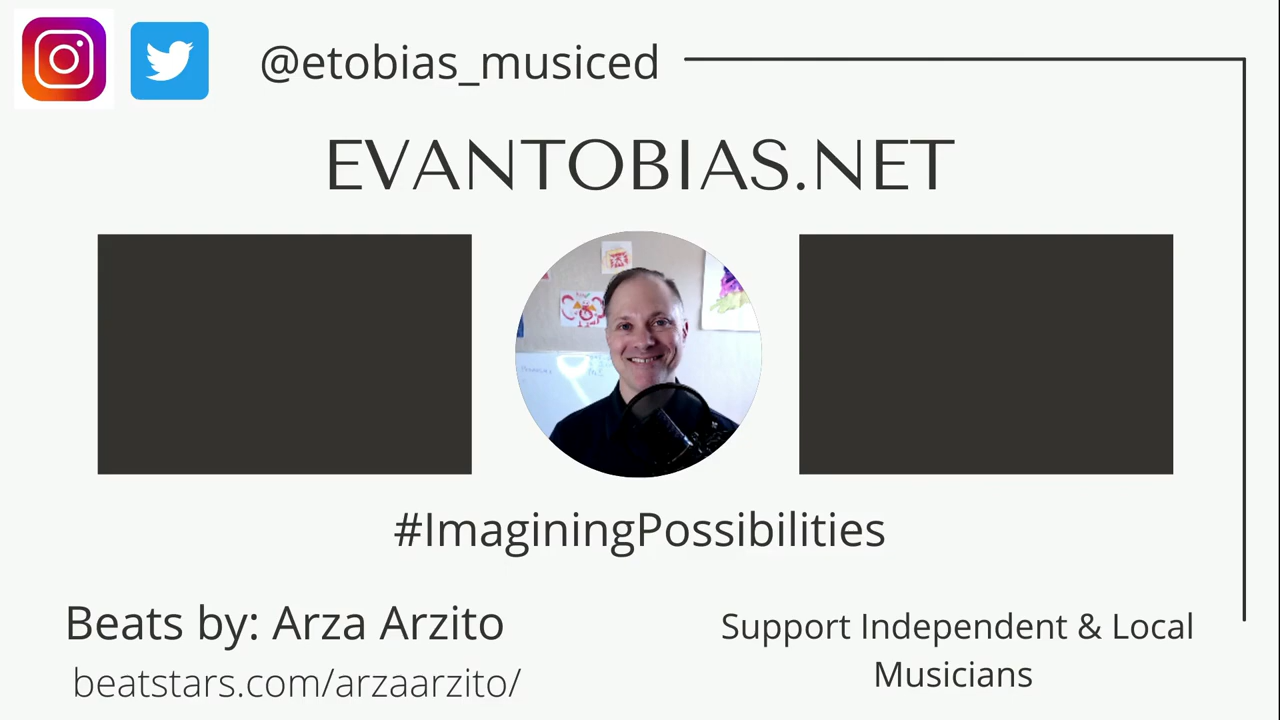 @etobias_musiced
EVANTOBIAS.NET
#ImaginingPossibilities
Beats by: Arza Arzito
beatstars.com/arzaarzito/
Support Independent & Local
Musicians